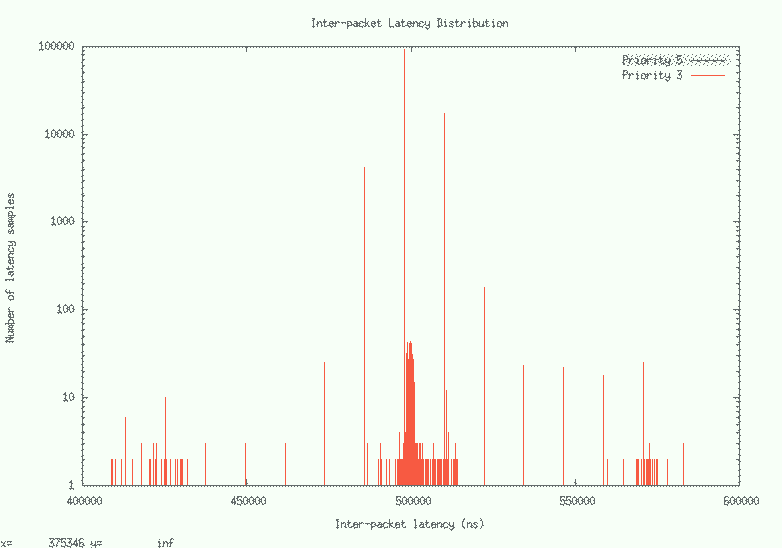 Inter-packet Latency Distribution
100000
10000
1000
100
10
1
Number of latency samples
Priority 5
Priority 3
400000 450000 500000 550000 600000
Inter-packet latency (ns)
x= 375346 y= inf